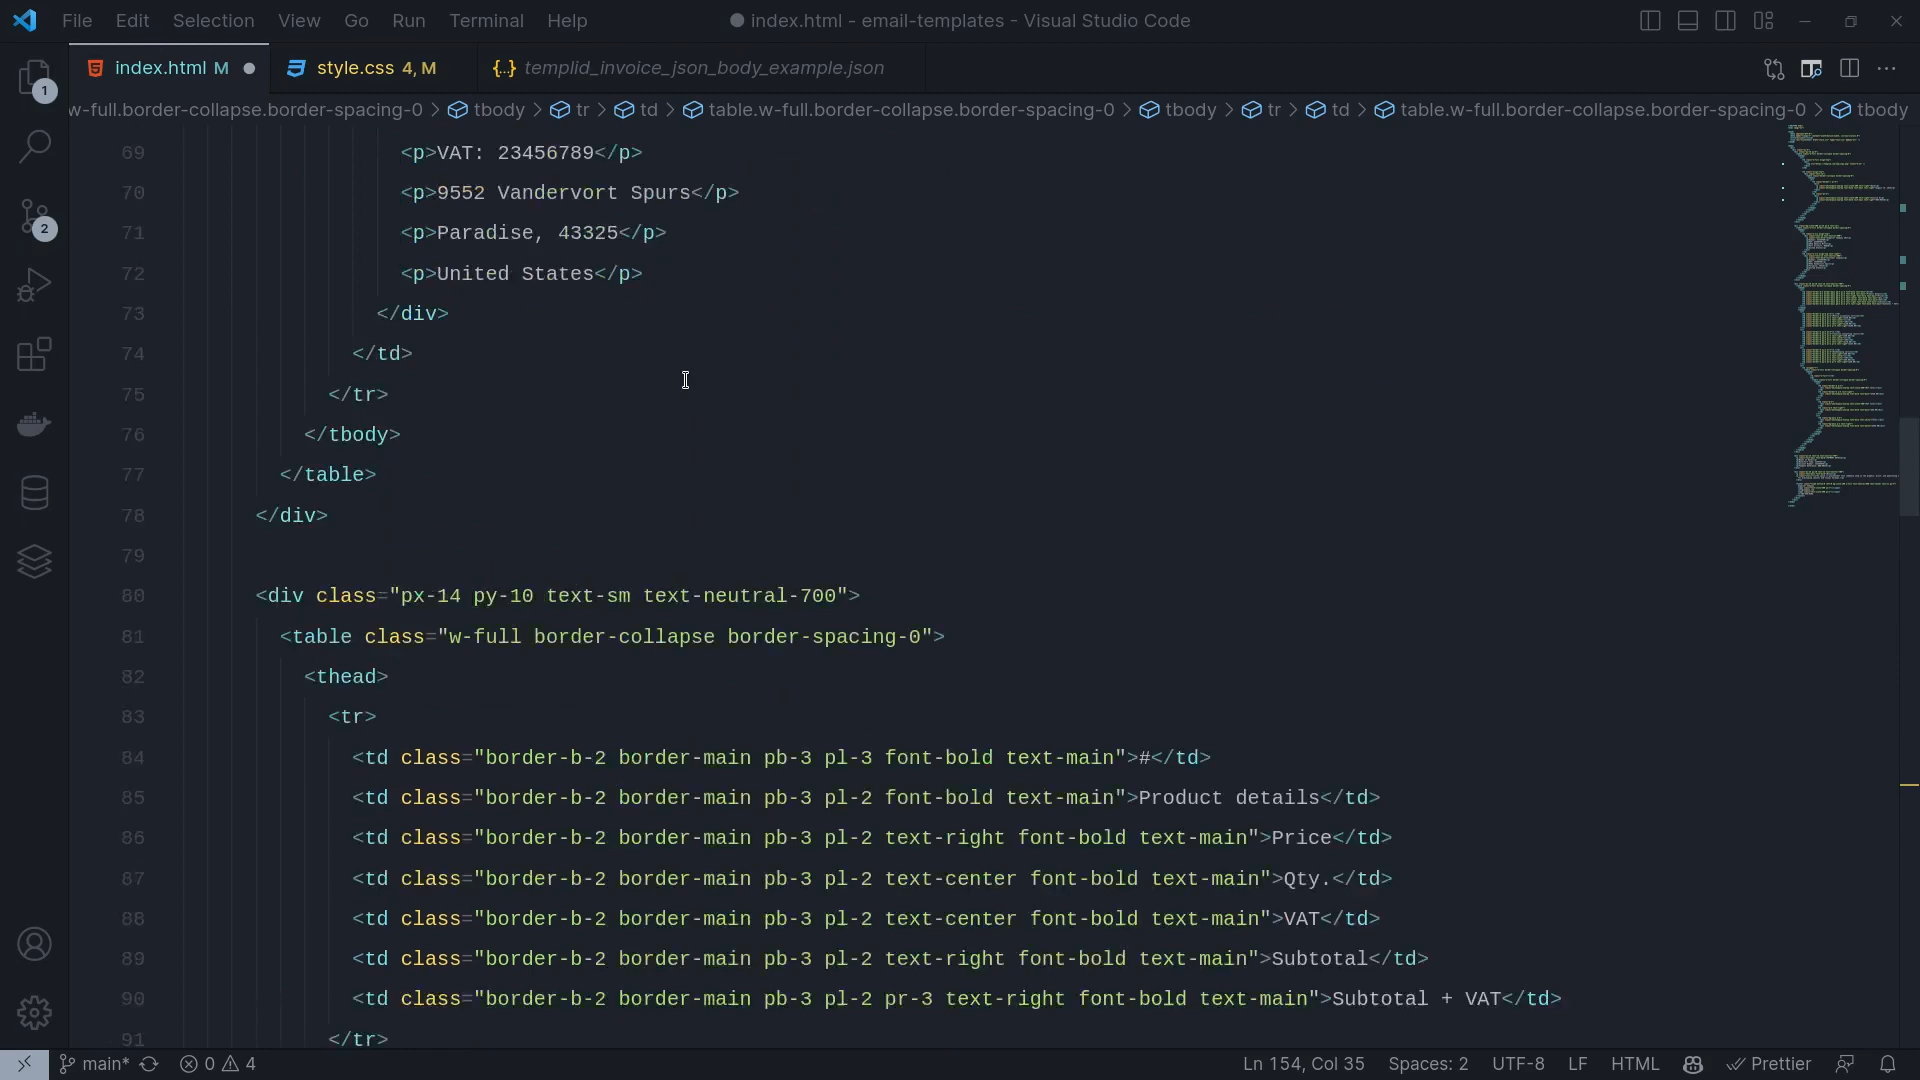 File Edit Selection View Go Run Terminal Help
index.html - email-templates - Visual Studio Code
index.html M
style.css 4, M
{..} templid_invoice_json_body_example.json
w-full.border-collapse.border-spacing-0 > tbody > tr > td > table.w-full.border-collapse.border-spacing-0 > tbody > tr > td > table.w-full.border-collapse.border-spacing-0 > tbody
1
2
69 <p>VAT: 23456789</p>
70 <p>9552 Vandervort Spurs</p>
71 <p>Paradise, 43325</p>
72 <p>United States</p>
73 </div>
74 </td>
75 </tr>
76 </tbody>
77 </table>
78 </div>
79
80 <div class="px-14 py-10 text-sm text-neutral-700">
81 <table class="w-full border-collapse border-spacing-0">
82 <thead>
83 <tr>
84 <td class="border-b-2 border-main pb-3 pl-3 font-bold text-main">#</td>
85 <td class="border-b-2 border-main pb-3 pl-2 font-bold text-main">Product details</td>
86 <td class="border-b-2 border-main pb-3 pl-2 text-right font-bold text-main">Price</td>
87 <td class="border-b-2 border-main pb-3 pl-2 text-center font-bold text-main">Qty.</td>
88 <td class="border-b-2 border-main pb-3 pl-2 text-center font-bold text-main">VAT</td>
89 <td class="border-b-2 border-main pb-3 pl-2 text-right font-bold text-main">Subtotal</td>
90 <td class="border-b-2 border-main pb-3 pl-2 pr-3 text-right font-bold text-main">Subtotal + VAT</td>
91 </tr>
main* 0 4 Ln 154, Col 35 Spaces: 2 UTF-8 LF HTML Prettier